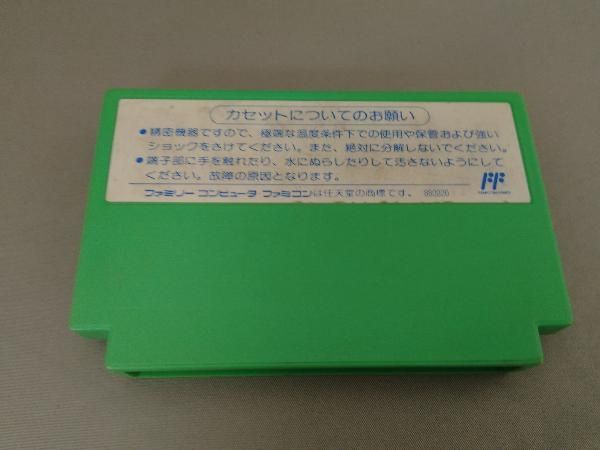 カセットについてのお願い
●精密機器ですので、極端な温度条件下での使用や保管および強い
ショックをさけてください。また、絶対に分解しないでください。
●端子部に手を触れたり、水にぬらしたりして汚さないようにして
ください。故障の原因となります。
ファミリーコンピュータ ファミコンは任天堂の商標です。